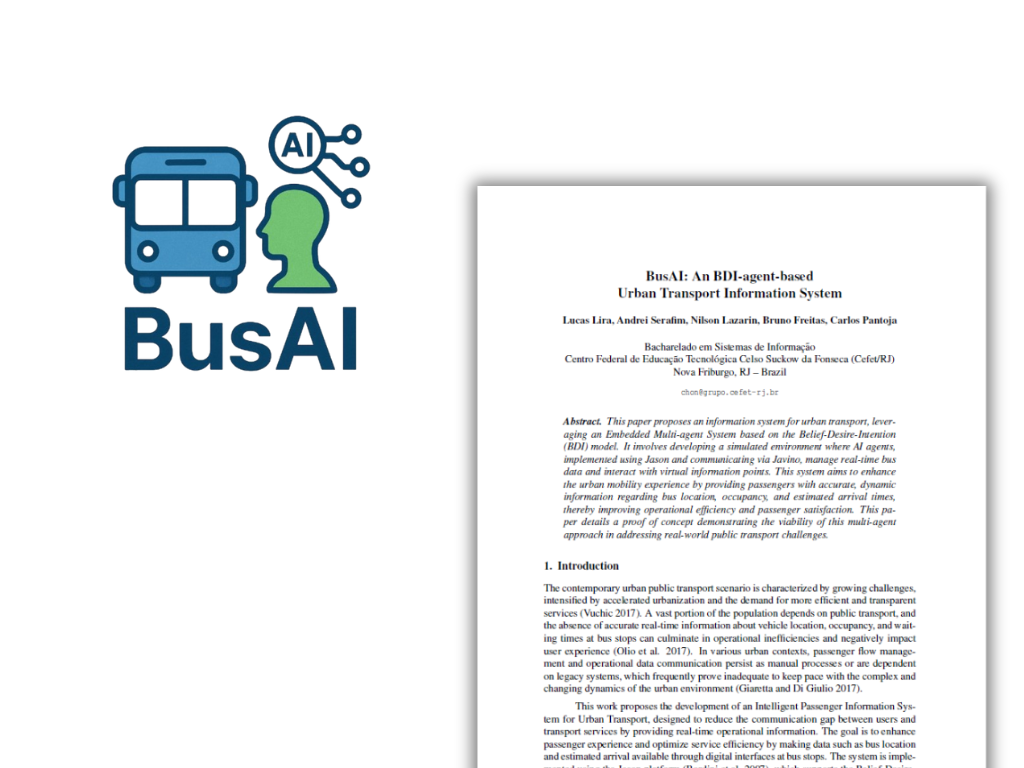 AI
BusAI
BusAI: An BDI-agent-based
Urban Transport Information System
Lucas Lira, Andrei Serafim, Nilson Lazarin, Bruno Freitas, Carlos Pantoja
Bacharelado em Sistemas de Informação
Centro Federal de Educação Tecnológica Celso Suckow da Fonseca (Cefet/RJ)
Nova Friburgo, RJ – Brazil
chon@grupo.cefet-rj.br
Abstract. This paper proposes an information system for urban transport, lever-
aging an Embedded Multi-agent System based on the Belief-Desire-Intention
(BDI) model. It involves developing a simulated environment where AI agents,
implemented using Jason and communicating via Javino, manage real-time bus
data and interact with virtual information points. This system aims to enhance
the urban mobility experience by providing passengers with accurate, dynamic
information regarding bus location, occupancy, and estimated arrival times,
thereby improving operational efficiency and passenger satisfaction. This pa-
per details a proof of concept demonstrating the viability of this multi-agent
approach in addressing real-world public transport challenges.
1. Introduction
The contemporary urban public transport scenario is characterized by growing challenges,
intensified by accelerated urbanization and the demand for more efficient and transparent
services (Vuchic 2017). A vast portion of the population depends on public transport, and
the absence of accurate real-time information about vehicle location, occupancy, and wait-
ing times at bus stops can culminate in operational inefficiencies and negatively impact
user experience (Olio et al. 2017). In various urban contexts, passenger flow manage-
ment and operational data communication persist as manual processes or are dependent
on legacy systems, which frequently prove inadequate to keep pace with the complex and
changing dynamics of the urban environment (Giaretta and Di Giulio 2017).
This work proposes the development of an Intelligent Passenger Information Sys-
tem for Urban Transport, designed to reduce the communication gap between users and
transport services by providing real-time operational information. The goal is to enhance
passenger experience and optimize service efficiency by making data such as bus location
and estimated arrival available through digital interfaces at bus stops. The system is imple-